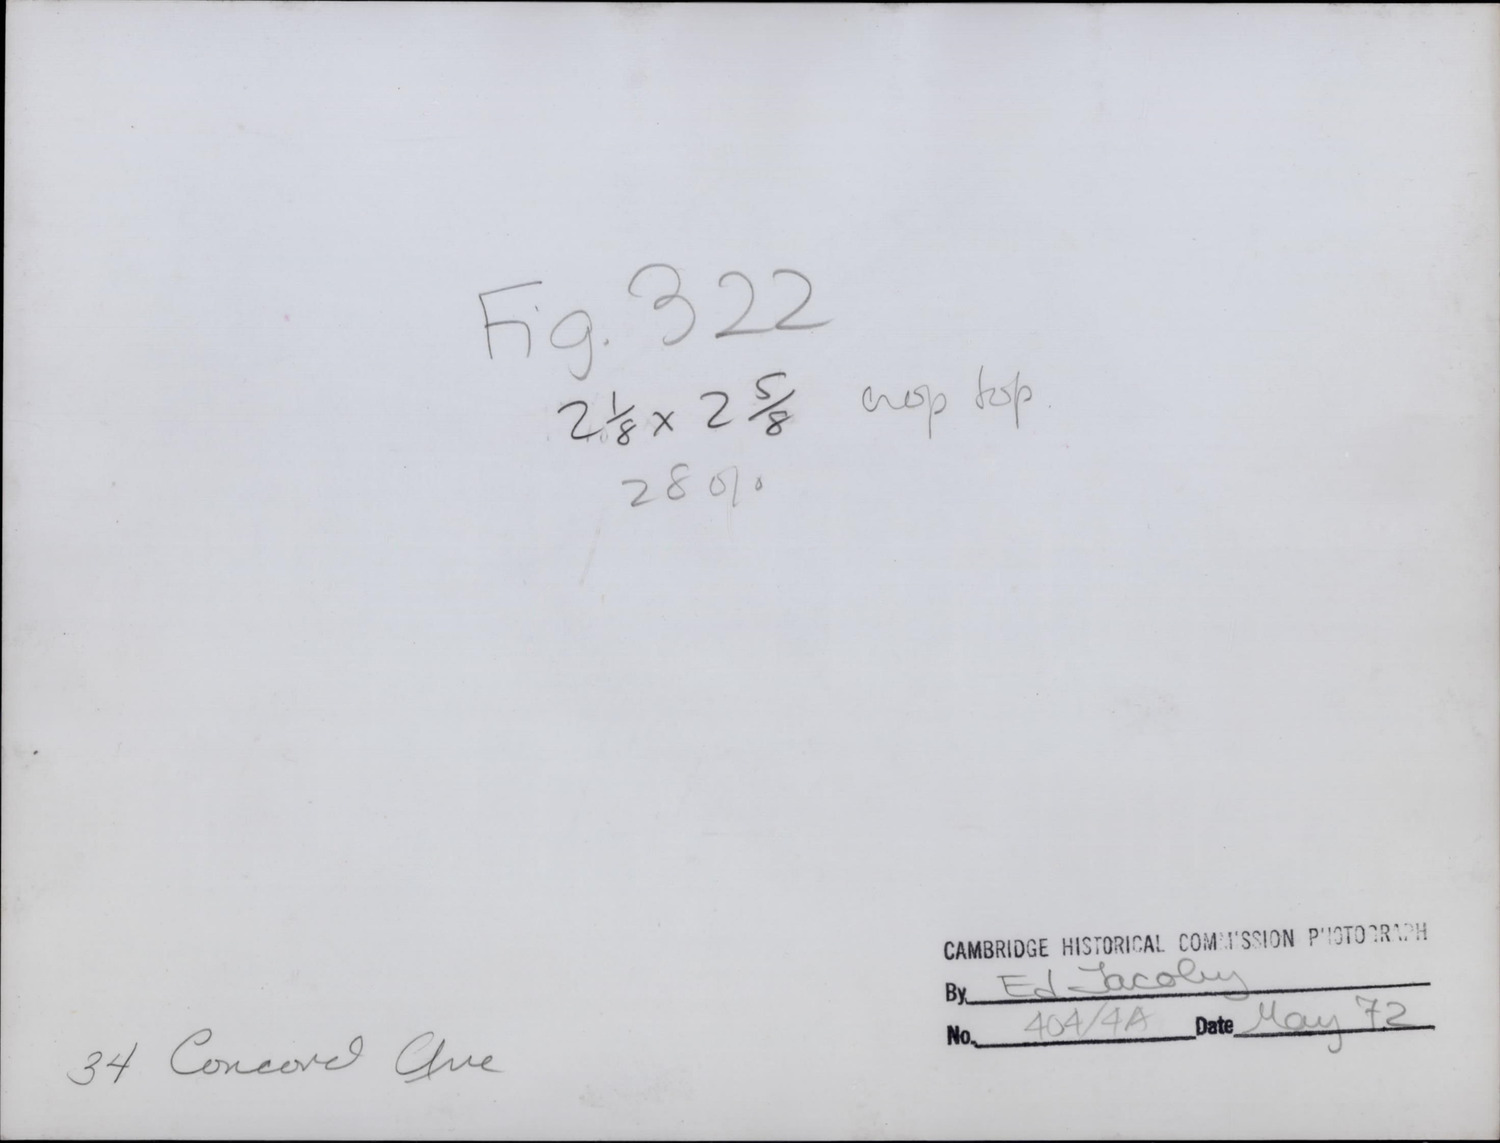 Fig. 322
2 1/8 x 2 5/8 crop top.
28%
CAMBRIDGE HISTORICAL COMMISSION PHOTOGRAPH
By Ed Jacoby
No. 404/4A Date May 72
34 Concord Ave